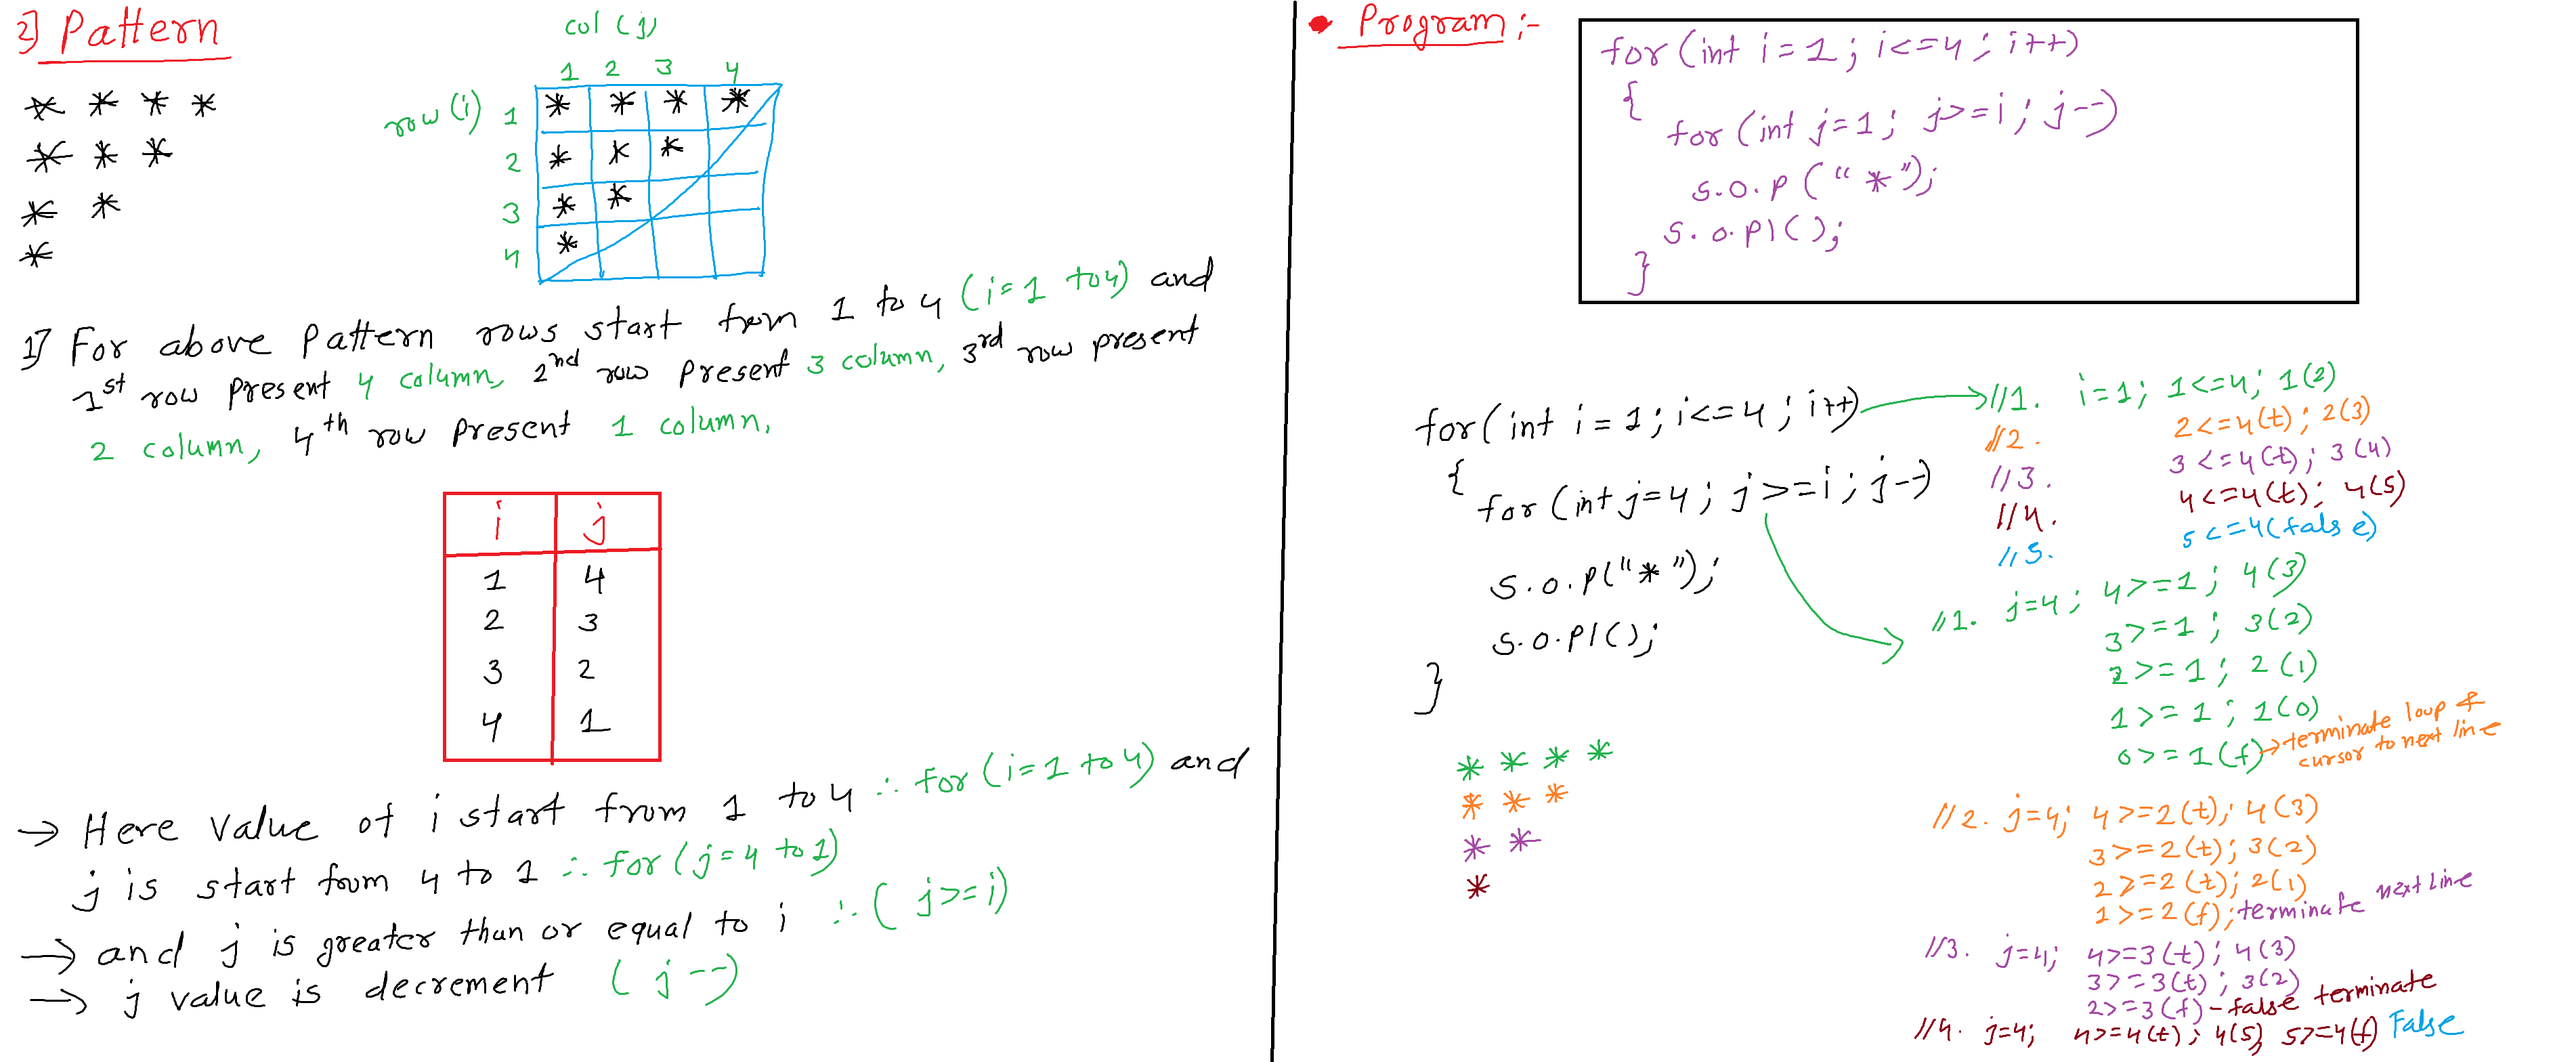 2] Pattern
* * * *
* * *
* *
*
col (j)
1 2 3 4
row (i) 1 * * * *
2 * * *
3 * *
4 *
1] For above Pattern rows start from 1 to 4 (i=1 to 4) and
1st row present 4 column, 2nd row present 3 column, 3rd row present
2 column, 4th row present 1 column,
i j
1 4
2 3
3 2
4 1
→ Here value of i start from 1 to 4 ∴ for (i=1 to 4) and
j is start from 4 to 1 ∴ for (j=4 to 1)
→ and j is greater than or equal to i ∴ (j>=i)
→ j value is decrement (j--)
• Program :-
for (int i=1; i<=4; i++)
{
for (int j=1; j>=i; j--)
s.o.p ("*");
s.o.pl();
}
for (int i=1; i<=4; i++)
{
for (int j=4; j>=i; j--)
s.o.p("*");
s.o.pl();
}
* * * *
* * *
* *
*
//1. i=1; 1<=4; 1(2)
//2. 2<=4(t); 2(3)
//3. 3<=4(t); 3(4)
//4. 4<=4(t); 4(5)
//5. 5<=4(false)
//1. j=4; 4>=1; 4(3)
3>=1; 3(2)
2>=1; 2(1)
1>=1; 1(0)
0>=1(f)→terminate loop &
cursor to next line
//2. j=4; 4>=2(t); 4(3)
3>=2(t); 3(2)
2>=2(t); 2(1)
1>=2(f); terminate next line
//3. j=4; 4>=3(t); 4(3)
3>=3(t); 3(2)
2>=3(f)-false terminate
//4. j=4; 4>=4(t); 4(5) 5>=4(f) False